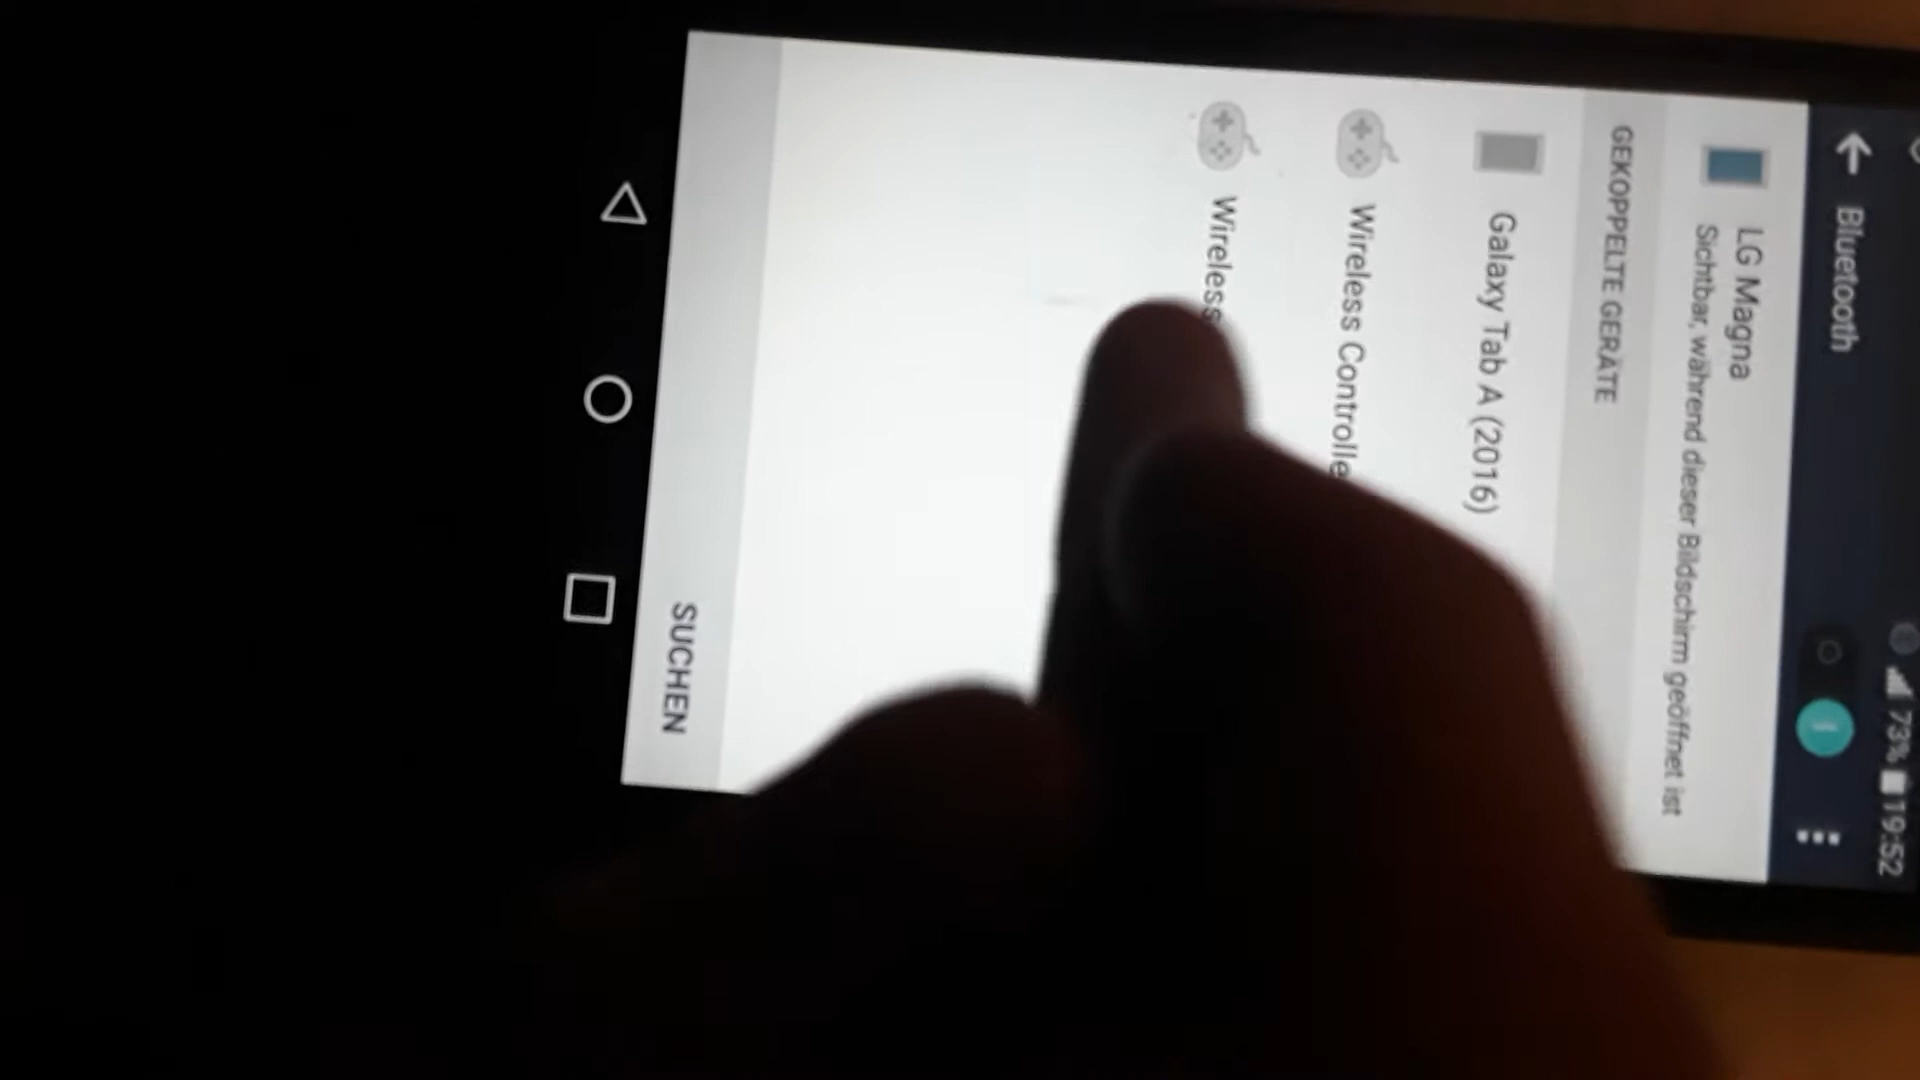 73% 19:52
Bluetooth
LG Magna
Sichtbar, während dieser Bildschirm geöffnet ist
GEKOPPELTE GERÄTE
Galaxy Tab A (2016)
Wireless Controlle
Wireless
SUCHEN